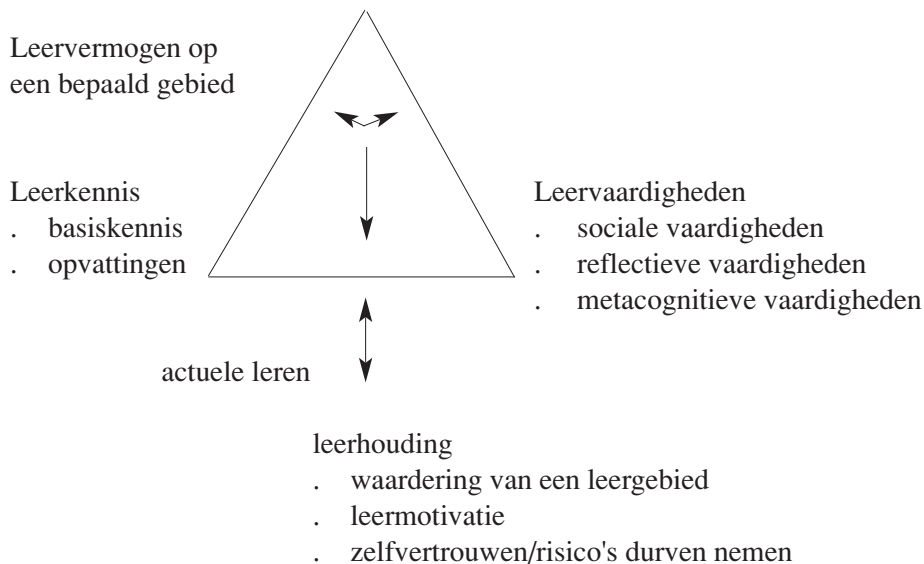 Leervermogen op
een bepaald gebied
Leerkennis
. basiskennis
. opvattingen
Leervaardigheden
. sociale vaardigheden
. reflectieve vaardigheden
. metacognitieve vaardigheden
actuele leren
leerhouding
. waardering van een leergebied
. leermotivatie
. zelfvertrouwen/risico's durven nemen